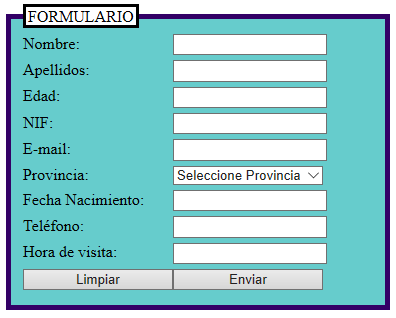 FORMULARIO
Nombre:
Apellidos:
Edad:
NIF:
E-mail:
Provincia: Seleccione Provincia
Fecha Nacimiento:
Teléfono:
Hora de visita:
Limpiar Enviar